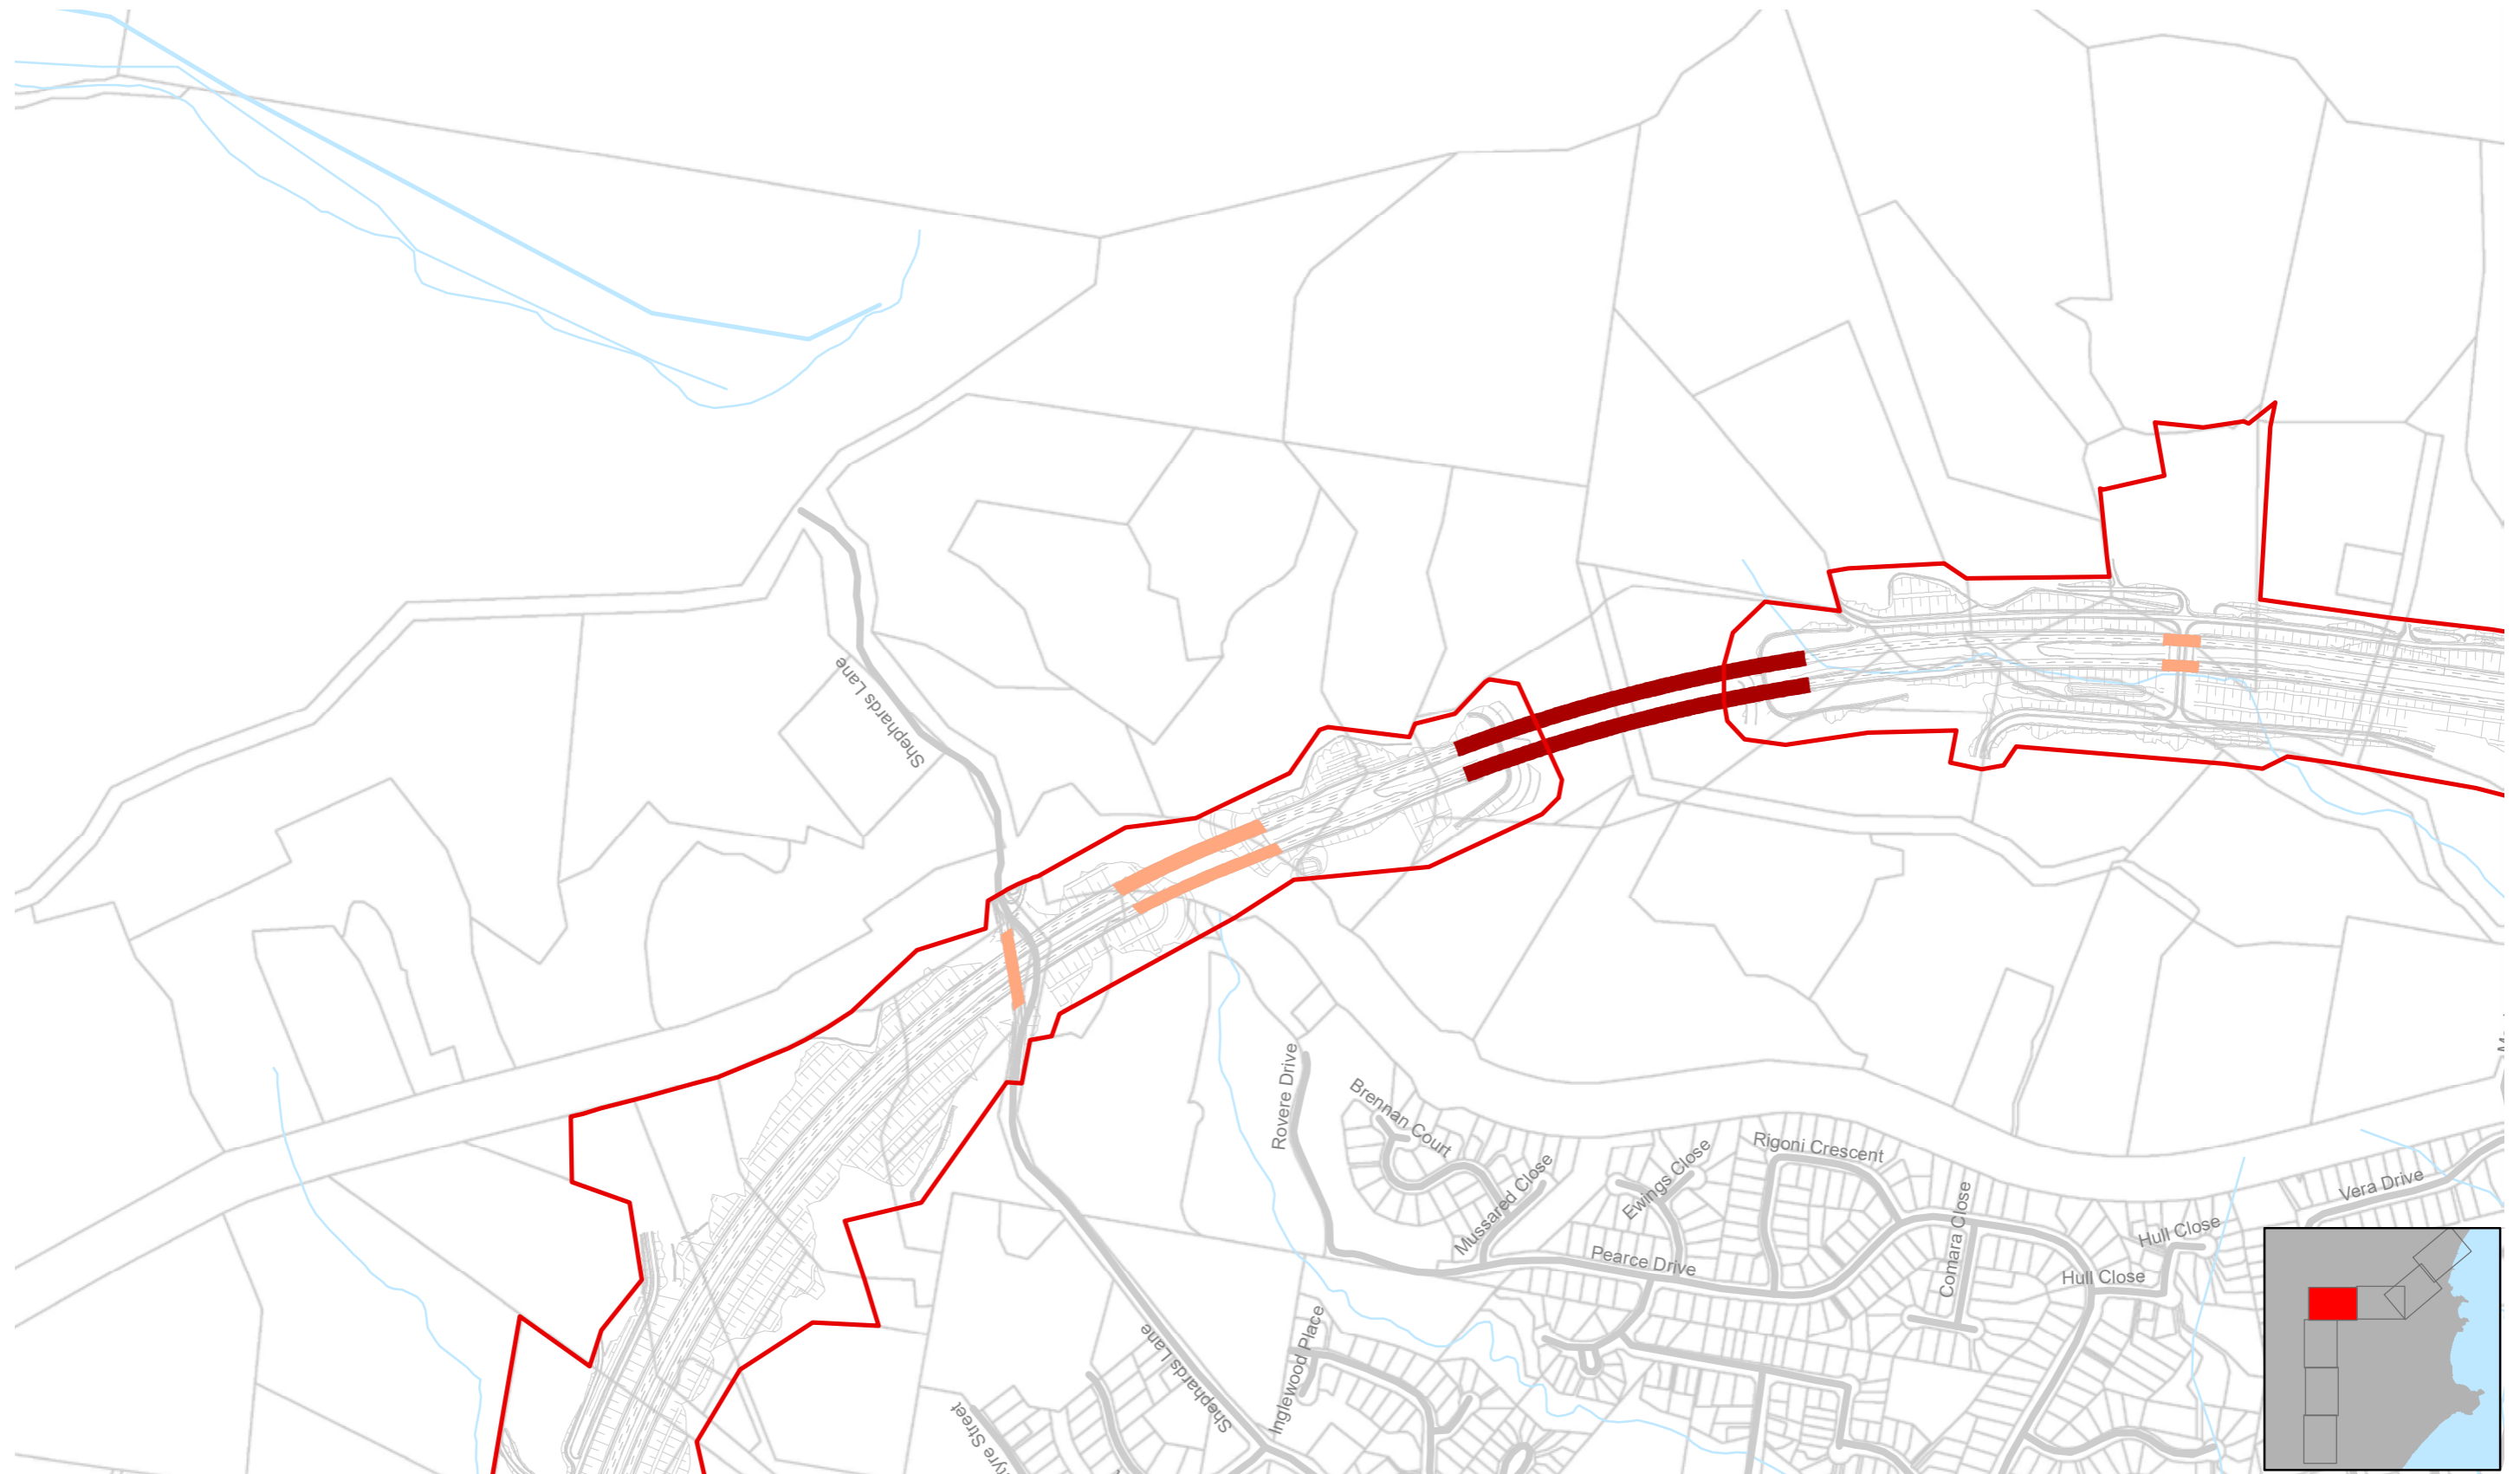 Shephards Lane
Rovere Drive
Brennan Court
Mussared Close
Ewings Close
Rigoni Crescent
Pearce Drive
Comara Close
Vera Drive
Hull Close
Hull Close
Shephards Lane
Inglewood Place
Street